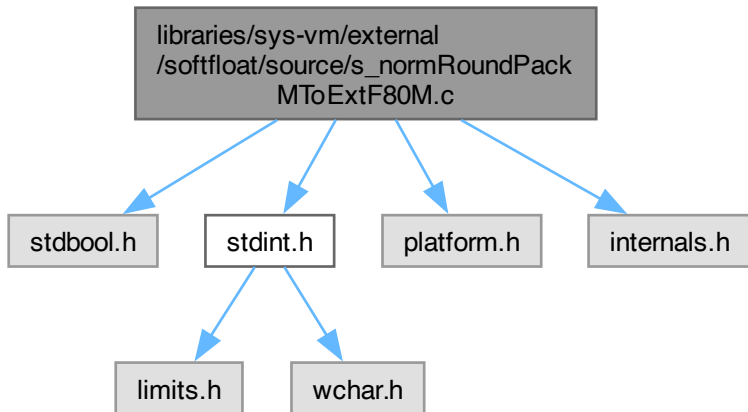 libraries/sys-vm/external
/softfloat/source/s_normRoundPack
MToExtF80M.c
stdbool.h
stdint.h
platform.h
internals.h
limits.h
wchar.h